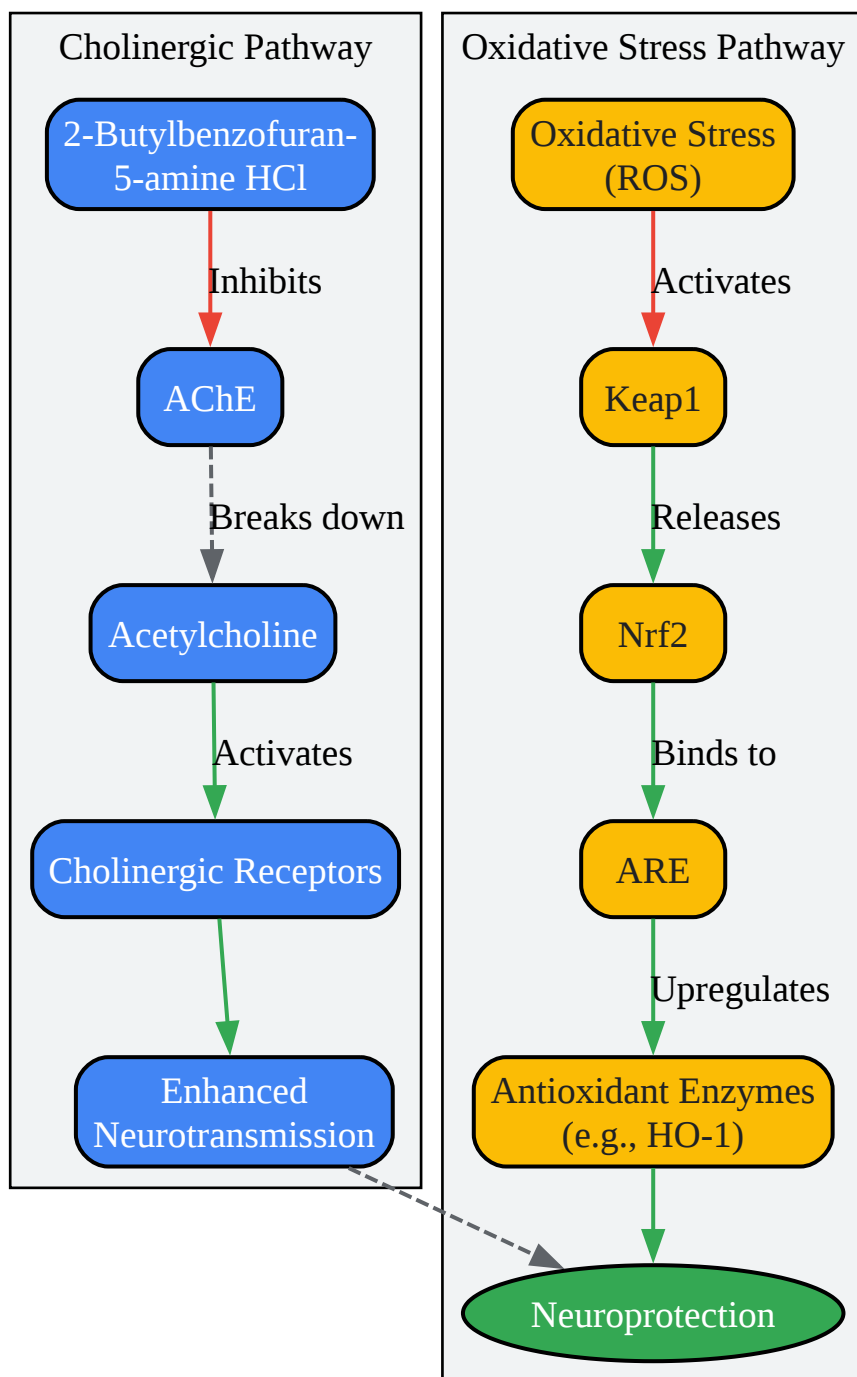 Cholinergic Pathway
2-Butylbenzofuran-
5-amine HCl
Inhibits
AChE
Breaks down
Acetylcholine
Activates
Cholinergic Receptors
Enhanced
Neurotransmission
Oxidative Stress Pathway
Oxidative Stress
(ROS)
Activates
Keap1
Releases
Nrf2
Binds to
ARE
Upregulates
Antioxidant Enzymes
(e.g., HO-1)
Neuroprotection